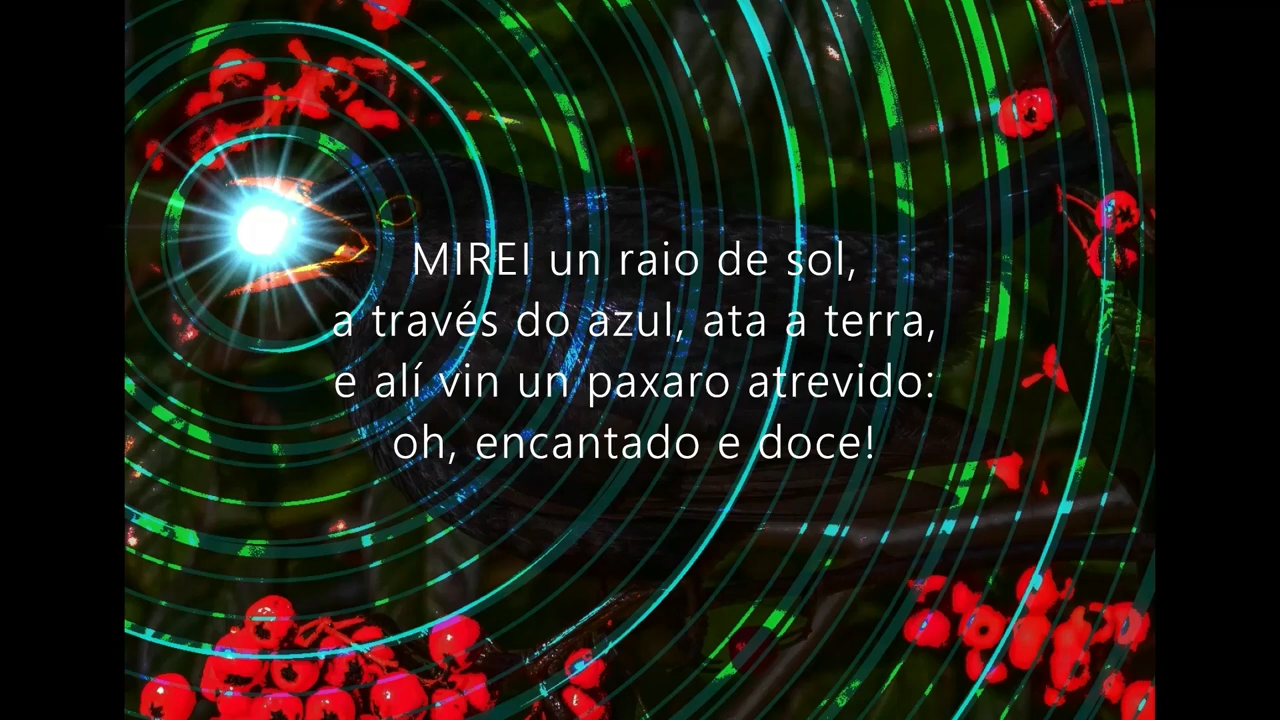 MIREI un raio de sol,
a través do azul, ata a terra,
e alí vin un paxaro atrevido:
oh, encantado e doce!